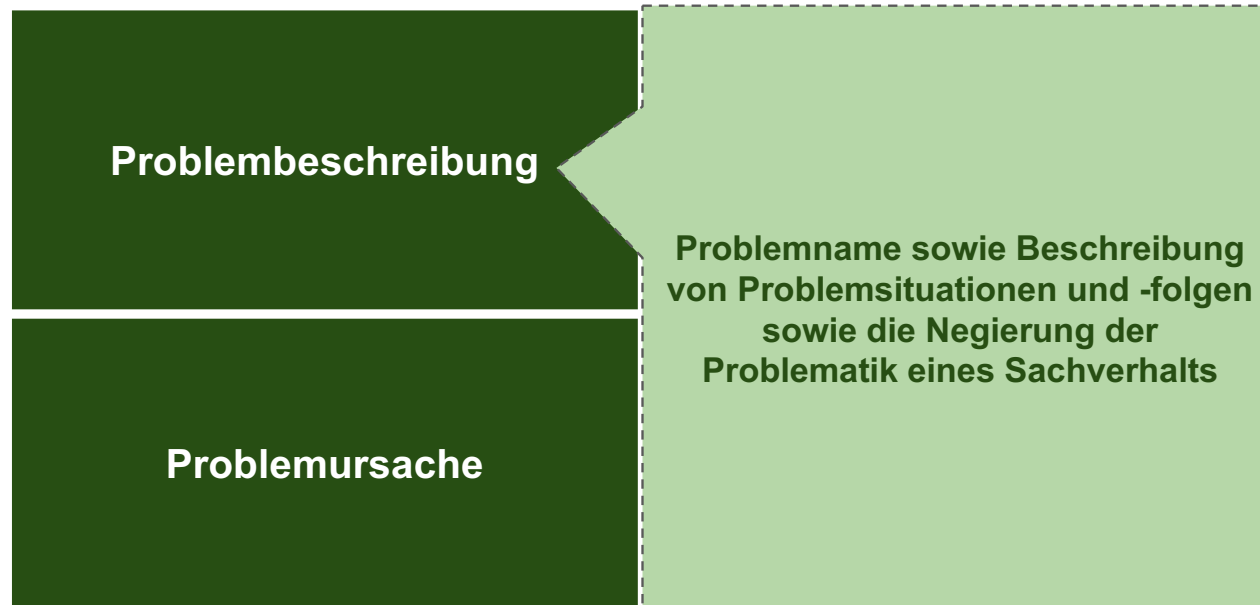 Problembeschreibung
Problemname sowie Beschreibung
von Problemsituationen und -folgen
sowie die Negierung der
Problematik eines Sachverhalts
Problemursache